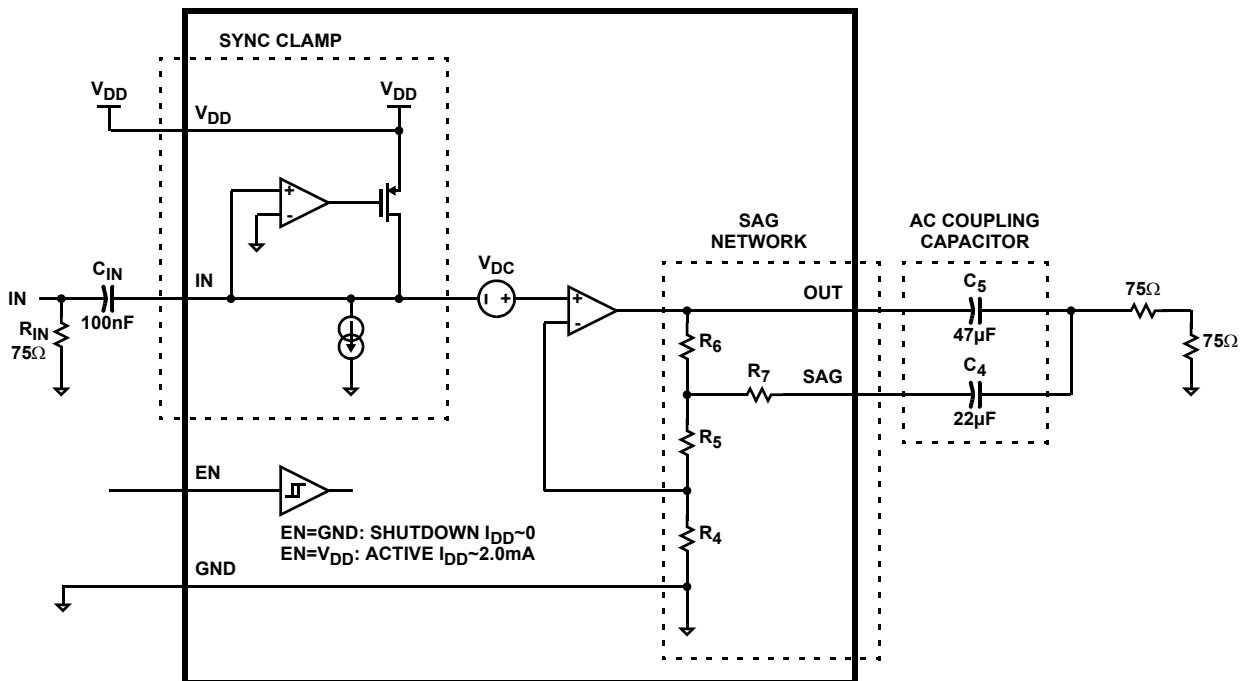 SYNC CLAMP
VDD
VDD
VDD
+
-
SAG
NETWORK
AC COUPLING
CAPACITOR
IN
CIN
100nF
RIN
75Ω
IN
VDC
+
+
-
OUT
C5
47µF
75Ω
75Ω
R6
R7
SAG
C4
22µF
R5
EN
EN=GND: SHUTDOWN IDD~0
EN=VDD: ACTIVE IDD~2.0mA
R4
GND